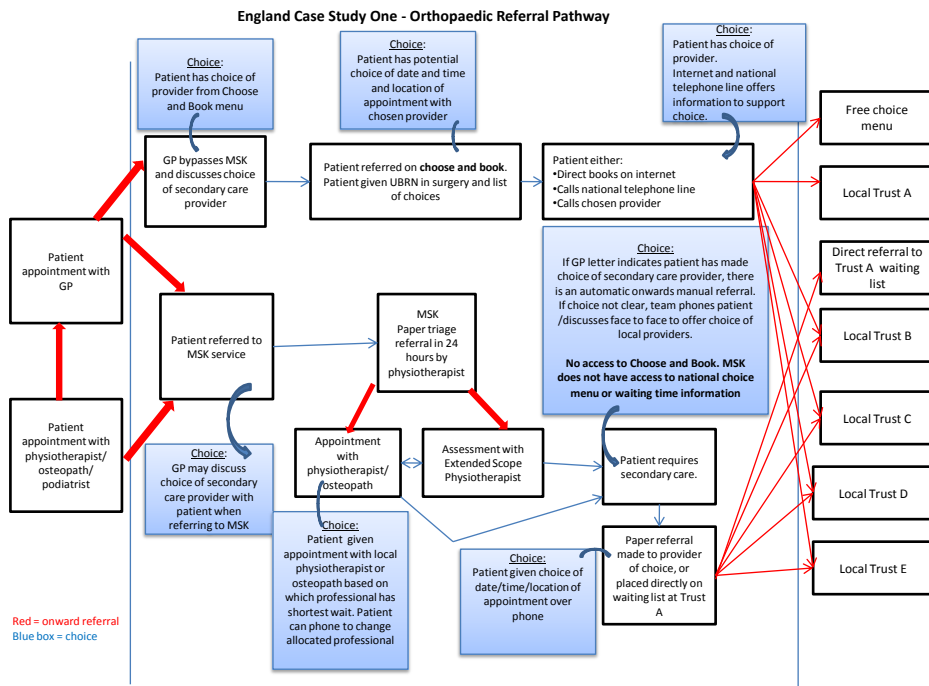 England Case Study One - Orthopaedic Referral Pathway
Choice:
Patient has choice of
provider from Choose
and Book menu
Choice:
Patient has potential
choice of date and time
and location of
appointment with
chosen provider
Choice:
Patient has choice of
provider.
Internet and national
telephone line offers
information to support
choice.
GP bypasses MSK
and discusses choice
of secondary care
provider
Patient referred on choose and book.
Patient given UBRN in surgery and list
of choices
Patient either:
•Direct books on internet
•Calls national telephone line
•Calls chosen provider
Free choice
menu
Local Trust A
Direct referral to
Trust A waiting
list
Local Trust B
Local Trust C
Local Trust D
Local Trust E
Patient
appointment with
GP
Patient referred to
MSK service
MSK
Paper triage
referral in 24
hours by
physiotherapist
Choice:
If GP letter indicates patient has made
choice of secondary care provider, there
is an automatic onwards manual referral.
If choice not clear, team phones patient
/discusses face to face to offer choice of
local providers.
No access to Choose and Book. MSK
does not have access to national choice
menu or waiting time information
Patient
appointment with
physiotherapist/
osteopath/
podiatrist
Choice:
GP may discuss
choice of secondary
care provider with
patient when
referring to MSK
Appointment
with
physiotherapist/
osteopath
Assessment with
Extended Scope
Physiotherapist
Patient requires
secondary care.
Choice:
Patient given
appointment with local
physiotherapist or
osteopath based on
which professional has
shortest wait. Patient
can phone to change
allocated professional
Choice:
Patient given choice of
date/time/location of
appointment over
phone
Paper referral
made to provider
of choice, or
placed directly on
waiting list at Trust
A
Red = onward referral
Blue box = choice